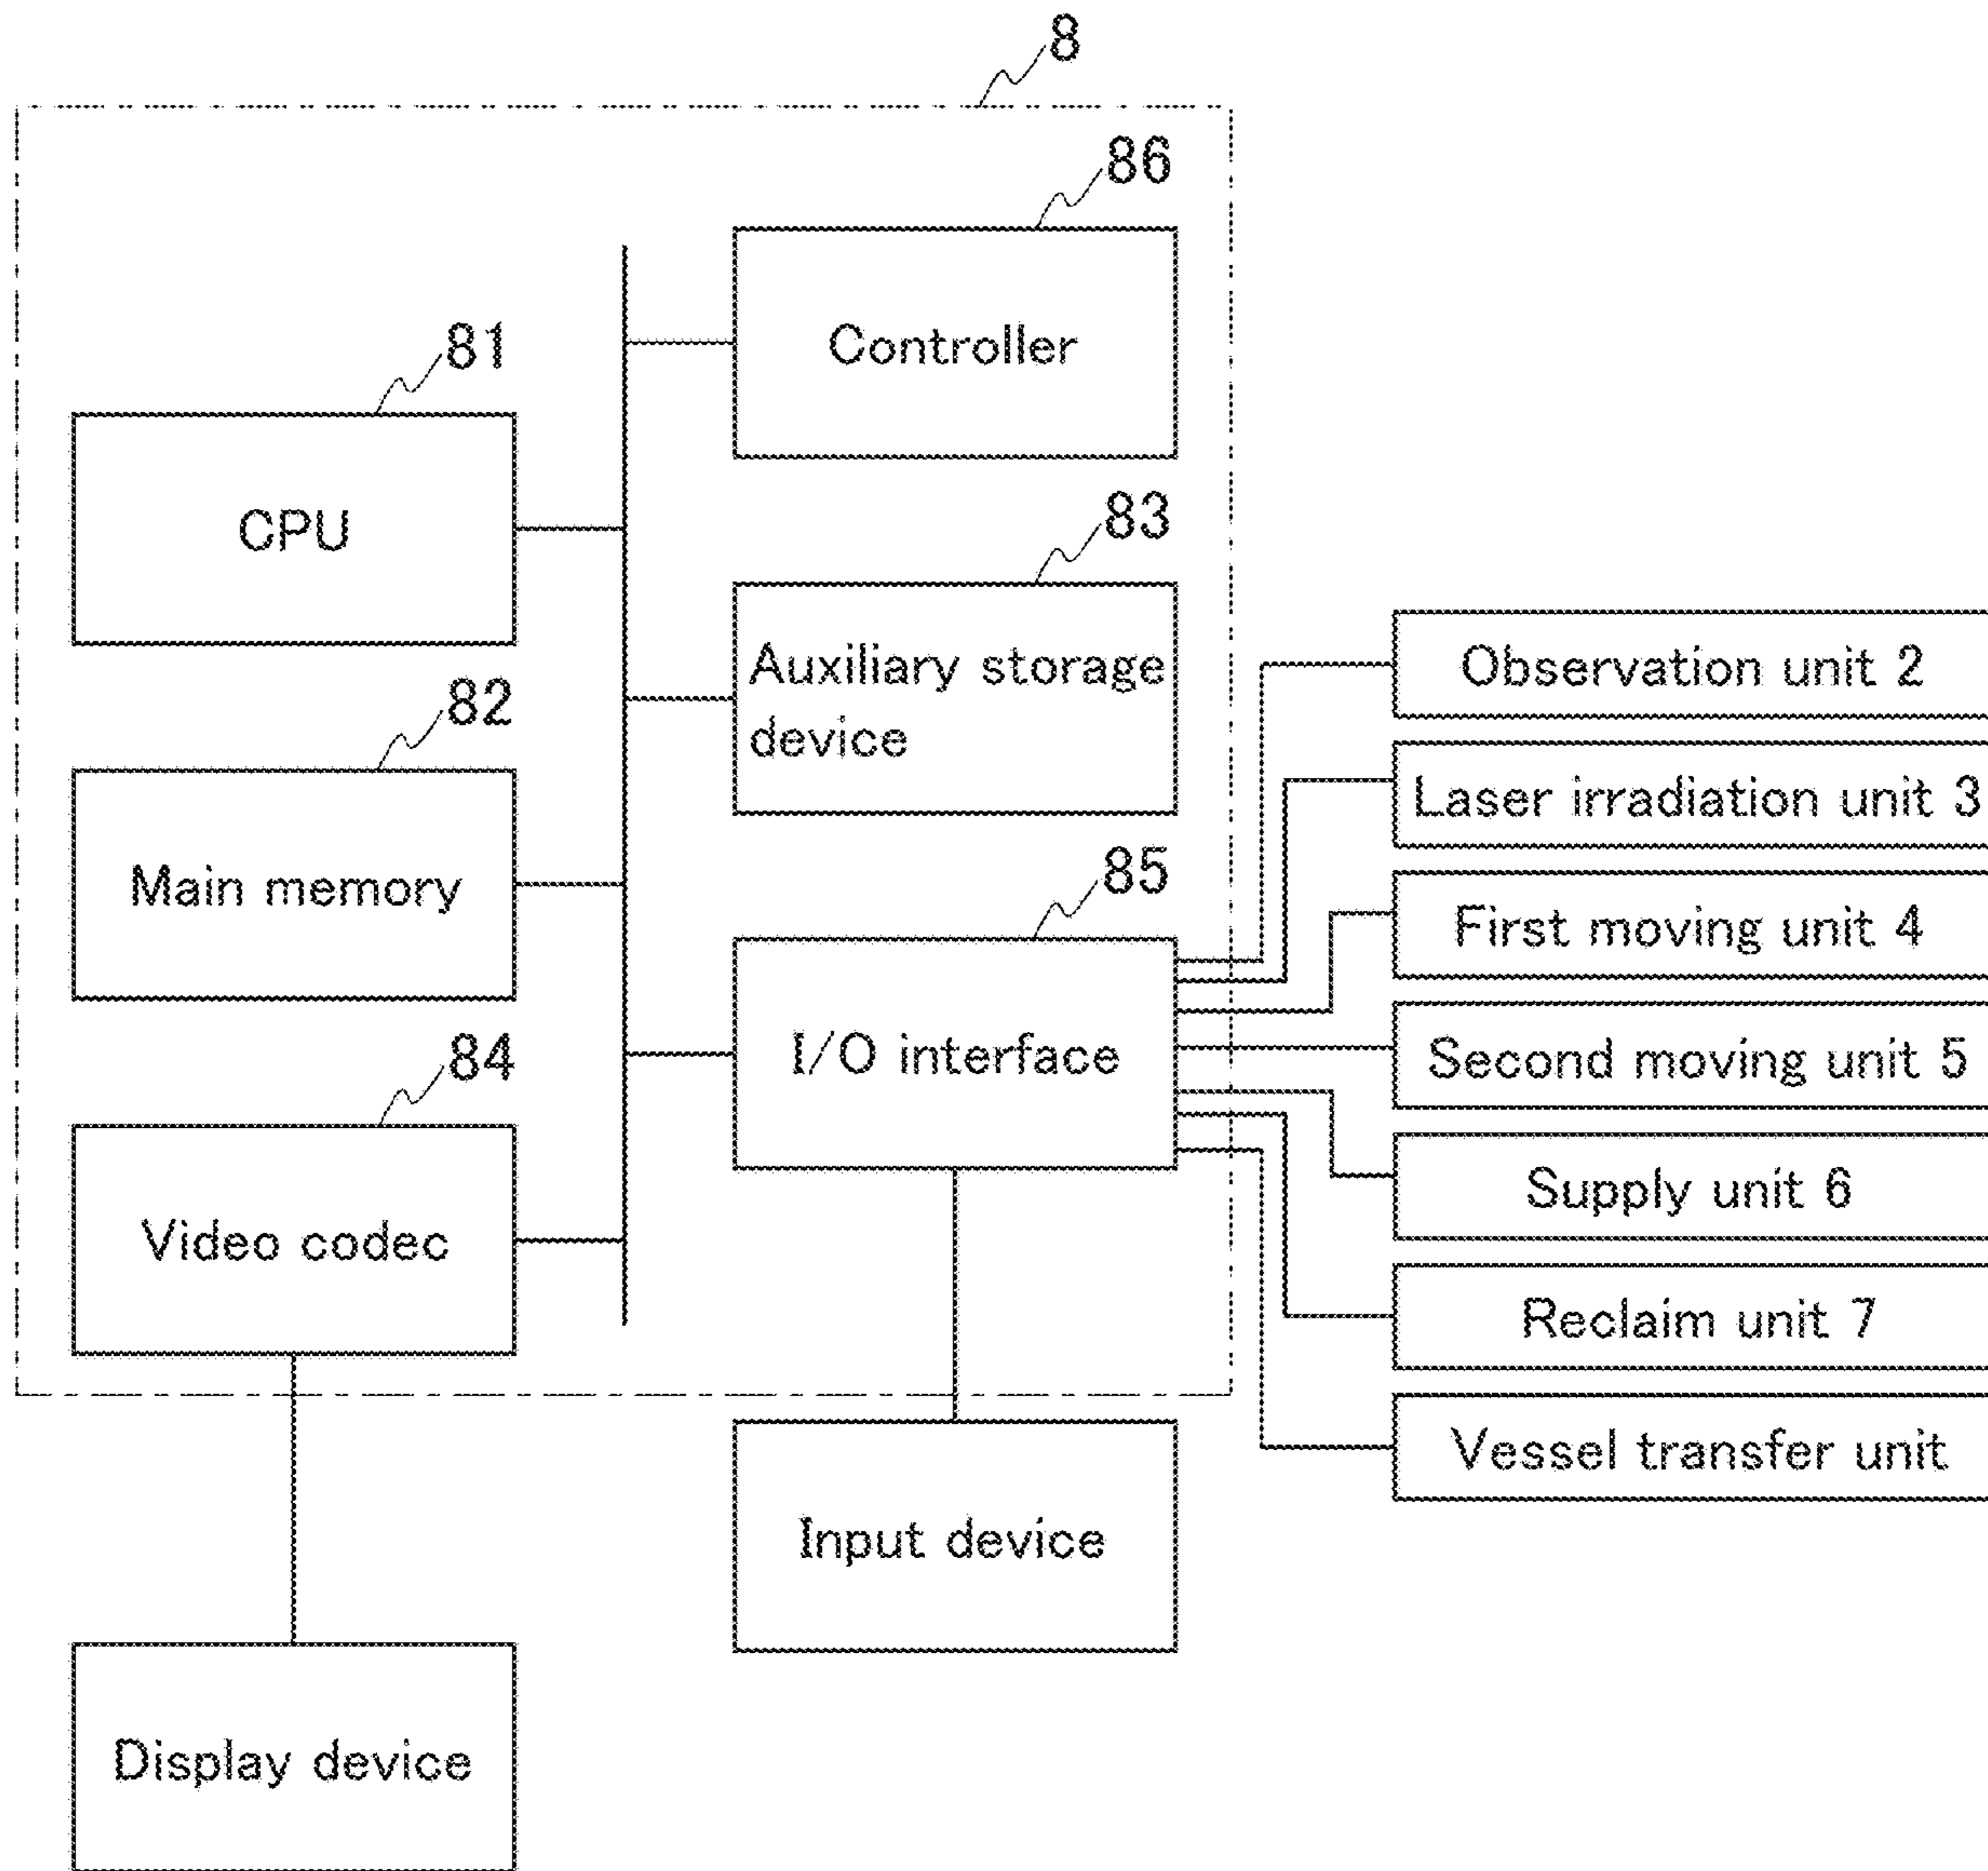 8
86
Controller
81
CPU
83
Auxiliary storage
device
82
Main memory
85
I/O interface
84
Video codec
Observation unit 2
Laser irradiation unit 3
First moving unit 4
Second moving unit 5
Supply unit 6
Reclaim unit 7
Vessel transfer unit
Input device
Display device